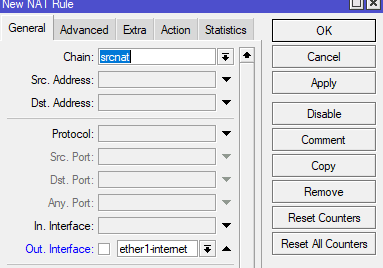 New NAT Rule
General Advanced Extra Action Statistics
Chain: srcnat
Src. Address:
Dst. Address:
Protocol:
Src. Port:
Dst. Port:
Any. Port:
In. Interface:
Out. Interface: ether1-internet
OK
Cancel
Apply
Disable
Comment
Copy
Remove
Reset Counters
Reset All Counters